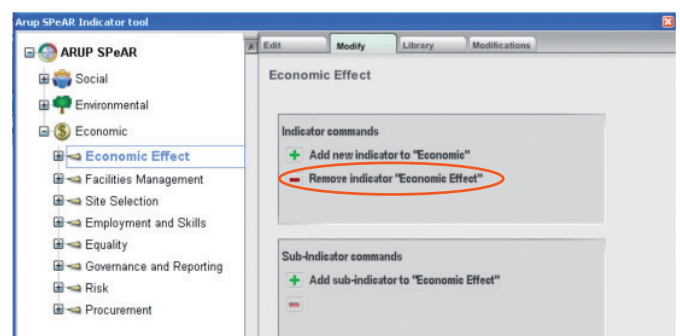 Arup SPeAR Indicator tool
ARUP SPeAR
Social
Environmental
Economic
Economic Effect
Facilities Management
Site Selection
Employment and Skills
Equality
Governance and Reporting
Risk
Procurement
Edit Modify Library Modifications
Economic Effect
Indicator commands
Add new indicator to "Economic"
Remove indicator "Economic Effect"
Sub-Indicator commands
Add sub-indicator to "Economic Effect"